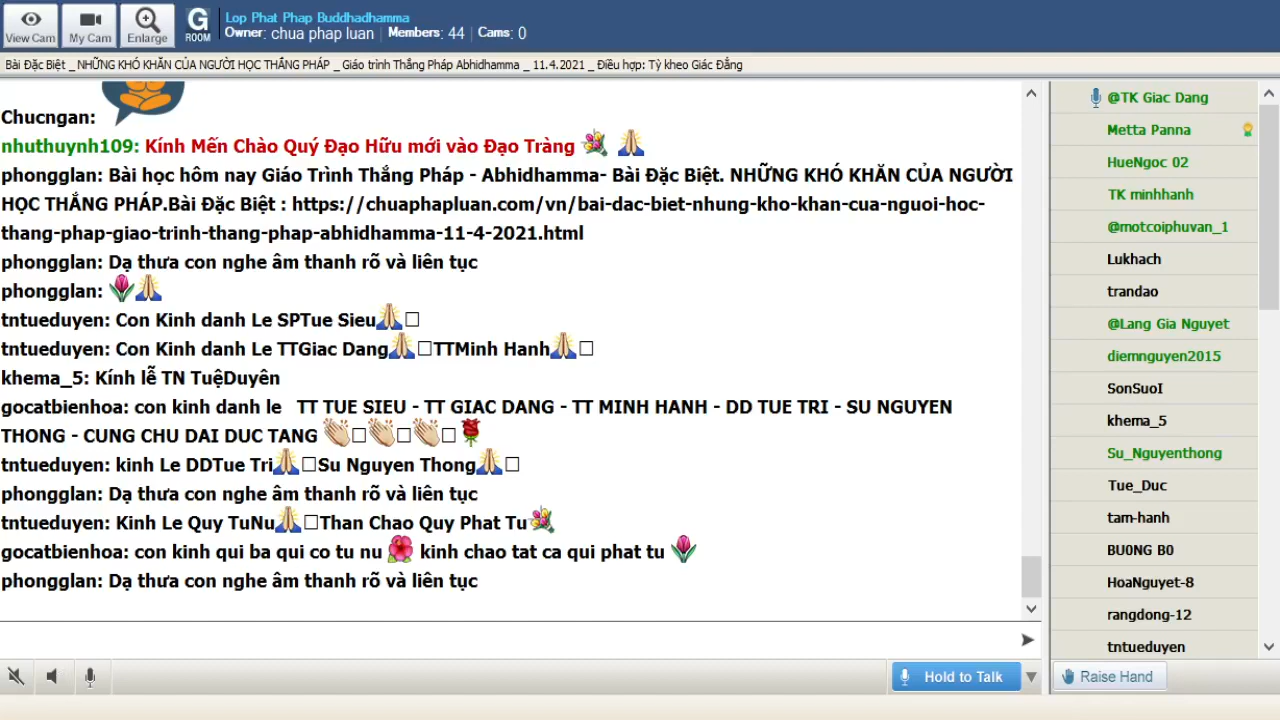 Lop Phat Phap Buddhadhamma
Owner: chua phap luan Members: 44 Cams: 0
View Cam My Cam Enlarge G ROOM
Bài Đặc Biệt _ NHỮNG KHÓ KHĂN CỦA NGƯỜI HỌC THẮNG PHÁP _ Giáo trình Thắng Pháp Abhidhamma _ 11.4.2021 _ Điều hợp: Tỳ kheo Giác Đẳng
Chucngan:
nhuthuynh109: Kính Mến Chào Quý Đạo Hữu mới vào Đạo Tràng 💐 🙏
phongglan: Bài học hôm nay Giáo Trình Thắng Pháp - Abhidhamma- Bài Đặc Biệt. NHỮNG KHÓ KHĂN CỦA NGƯỜI
HỌC THẮNG PHÁP.Bài Đặc Biệt : https://chuaphapluan.com/vn/bai-dac-biet-nhung-kho-khan-cua-nguoi-hoc-
thang-phap-giao-trinh-thang-phap-abhidhamma-11-4-2021.html
phongglan: Dạ thưa con nghe âm thanh rõ và liên tục
phongglan: 🌷🙏
tntueduyen: Con Kinh danh Le SPTue Sieu🙏□
tntueduyen: Con Kinh danh Le TTGiac Dang🙏□TTMinh Hanh🙏□
khema_5: Kính lễ TN TuệDuyên
gocatbienhoa: con kinh danh le TT TUE SIEU - TT GIAC DANG - TT MINH HANH - DD TUE TRI - SU NGUYEN
THONG - CUNG CHU DAI DUC TANG 👏□👏□👏□🌹
tntueduyen: kinh Le DDTue Tri🙏□Su Nguyen Thong🙏□
phongglan: Dạ thưa con nghe âm thanh rõ và liên tục
tntueduyen: Kinh Le Quy TuNu🙏□Than Chao Quy Phat Tu💐
gocatbienhoa: con kinh qui ba qui co tu nu 🌺 kinh chao tat ca qui phat tu 🌷
phongglan: Dạ thưa con nghe âm thanh rõ và liên tục
@TK Giac Dang
Metta Panna
HueNgoc 02
TK minhhanh
@motcoiphuvan_1
Lukhach
trandao
@Lang Gia Nguyet
diemnguyen2015
SonSuoI
khema_5
Su_Nguyenthong
Tue_Duc
tam-hanh
BU0NG B0
HoaNguyet-8
rangdong-12
tntueduyen
Hold to Talk
Raise Hand